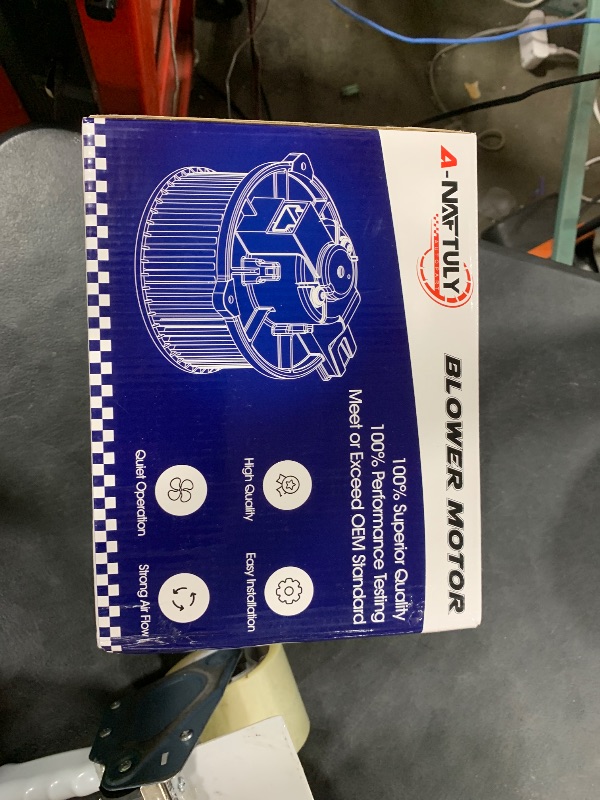 A-NAFTULY
BLOWER MOTOR
100% Superior Quality
100% Performance Testing
Meet or Exceed OEM Standard
High Quality
Easy Installation
Quiet Operation
Strong Air Flow